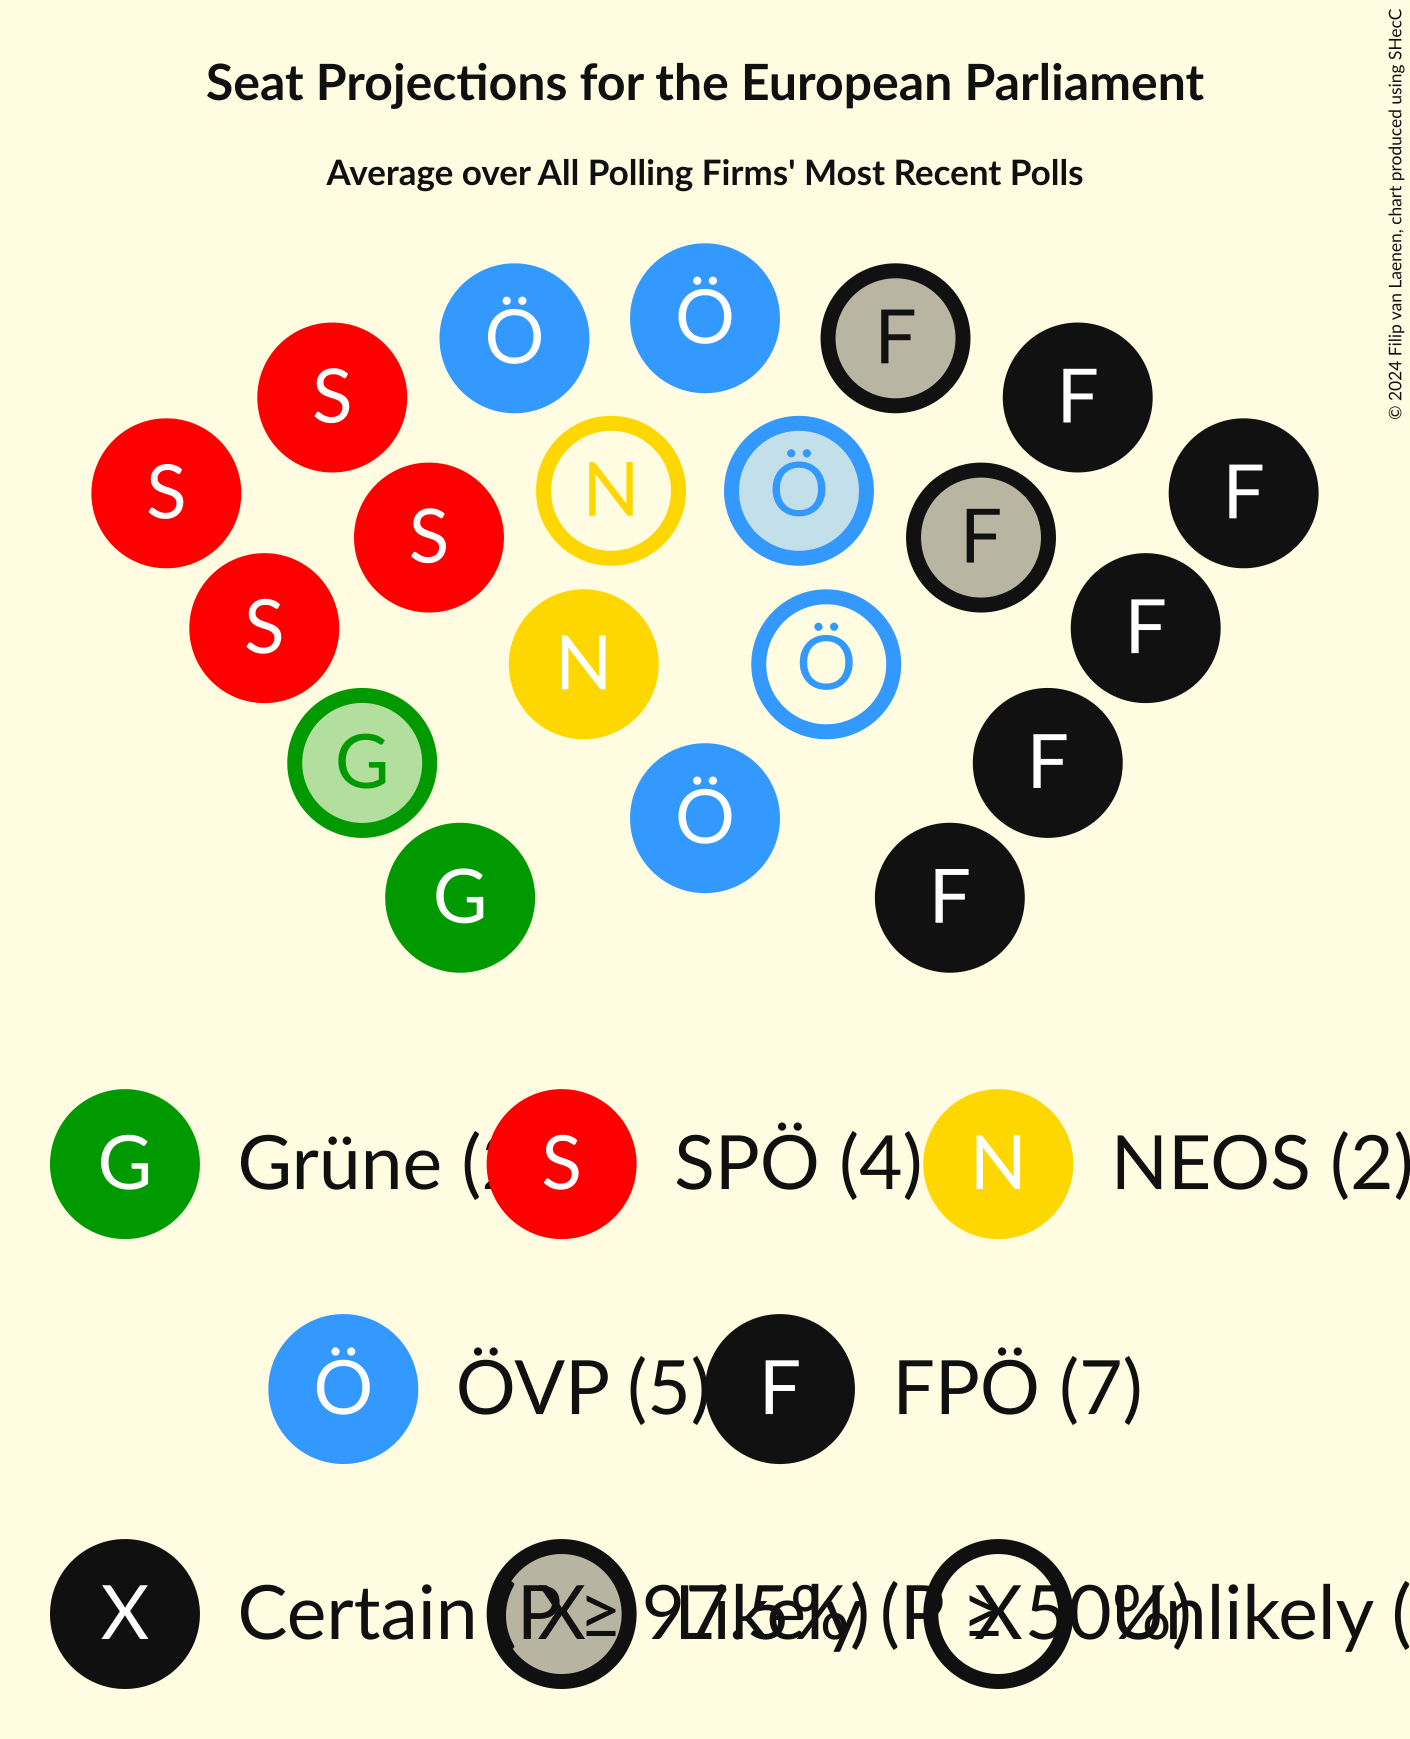 Seat Projections for the European Parliament
Average over All Polling Firms' Most Recent Polls
© 2024 Filip van Laenen, chart produced using SHecC
Ö
Ö F
S F
S N Ö F
S F
S F
G N Ö F
Ö
G F
G Grüne ( S SPÖ (4) N NEOS (2)
Ö ÖVP (5) F FPÖ (7)
X Certain (P ≥ 97.5%) X Likely (P ≥ 50%) X Unlikely (